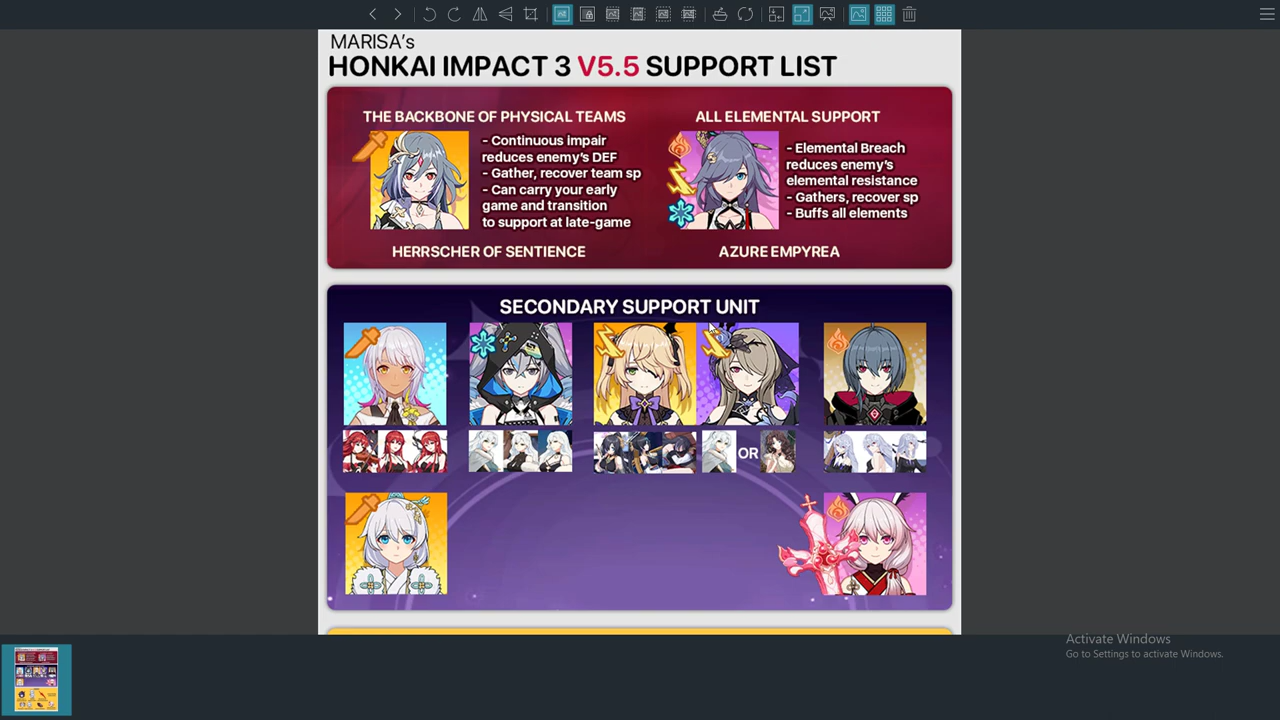 MARISA's
HONKAI IMPACT 3 V5.5 SUPPORT LIST
THE BACKBONE OF PHYSICAL TEAMS
- Continuous impair
reduces enemy's DEF
- Gather, recover team sp
- Can carry your early
game and transition
to support at late-game
HERRSCHER OF SENTIENCE
ALL ELEMENTAL SUPPORT
- Elemental Breach
reduces enemy's
elemental resistance
- Gathers, recover sp
- Buffs all elements
AZURE EMPYREA
SECONDARY SUPPORT UNIT
OR
Activate Windows
Go to Settings to activate Windows.